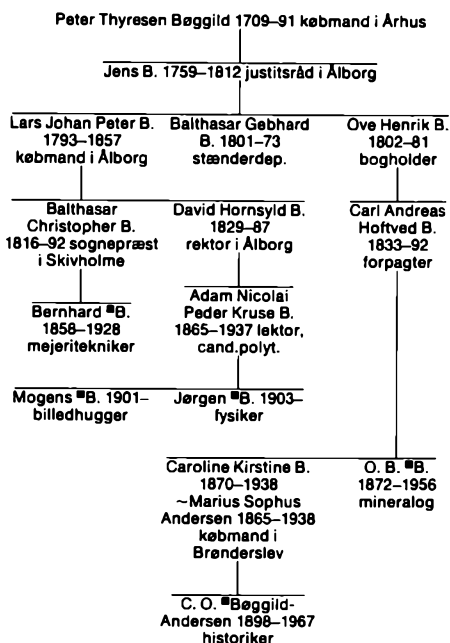 Peter Thyresen Bøggild 1709–91 købmand i Århus
Jens B. 1759–1812 justitsråd i Ålborg
Lars Johan Peter B.
1793–1857
købmand i Ålborg
Balthasar Gebhard
B. 1801–73
stænderdep.
Ove Henrik B.
1802–81
bogholder
Balthasar
Christopher B.
1816–92 sognepræst
i Skivholme
David Hornsyld B.
1829–87
rektor i Ålborg
Carl Andreas
Hoftved B.
1833–92
forpagter
Bernhard ■B.
1858–1928
mejeritekniker
Adam Nicolai
Peder Kruse B.
1865–1937 lektor,
cand.polyt.
Mogens ■B. 1901–
billedhugger
Jørgen ■B. 1903–
fysiker
Caroline Kirstine B.
1870–1938
~Marius Sophus
Andersen 1865–1938
købmand i
Brønderslev
O. B. ■B.
1872–1956
mineralog
C. O. ■Bøggild-
Andersen 1898–1967
historiker